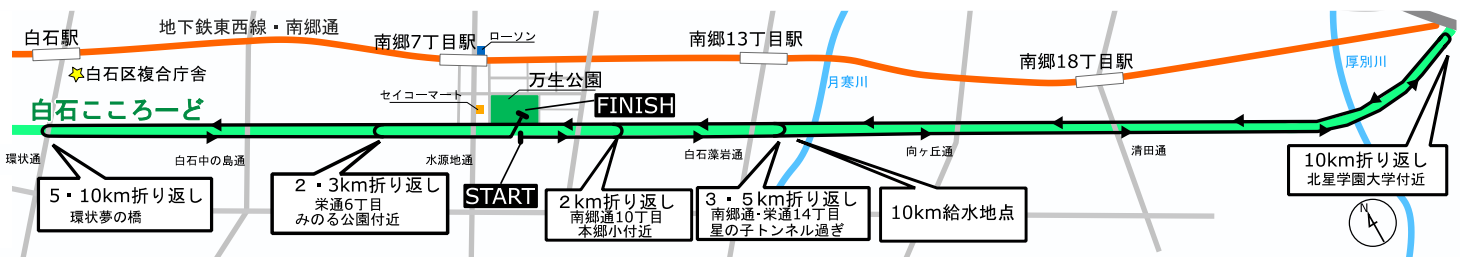 白石駅
地下鉄東西線・南郷通
南郷7丁目駅
ローソン
南郷13丁目駅
南郷18丁目駅
白石区複合庁舎
セイコーマート
万生公園
月寒川
厚別川
白石こころーど
FINISH
環状通
白石中の島通
水源地通
白石藻岩通
向ヶ丘通
清田通
START
5・10km折り返し
環状夢の橋
2・3km折り返し
栄通6丁目
みのる公園付近
2km折り返し
南郷通10丁目
本郷小付近
3・5km折り返し
南郷通・栄通14丁目
星の子トンネル過ぎ
10km給水地点
10km折り返し
北星学園大学付近
N